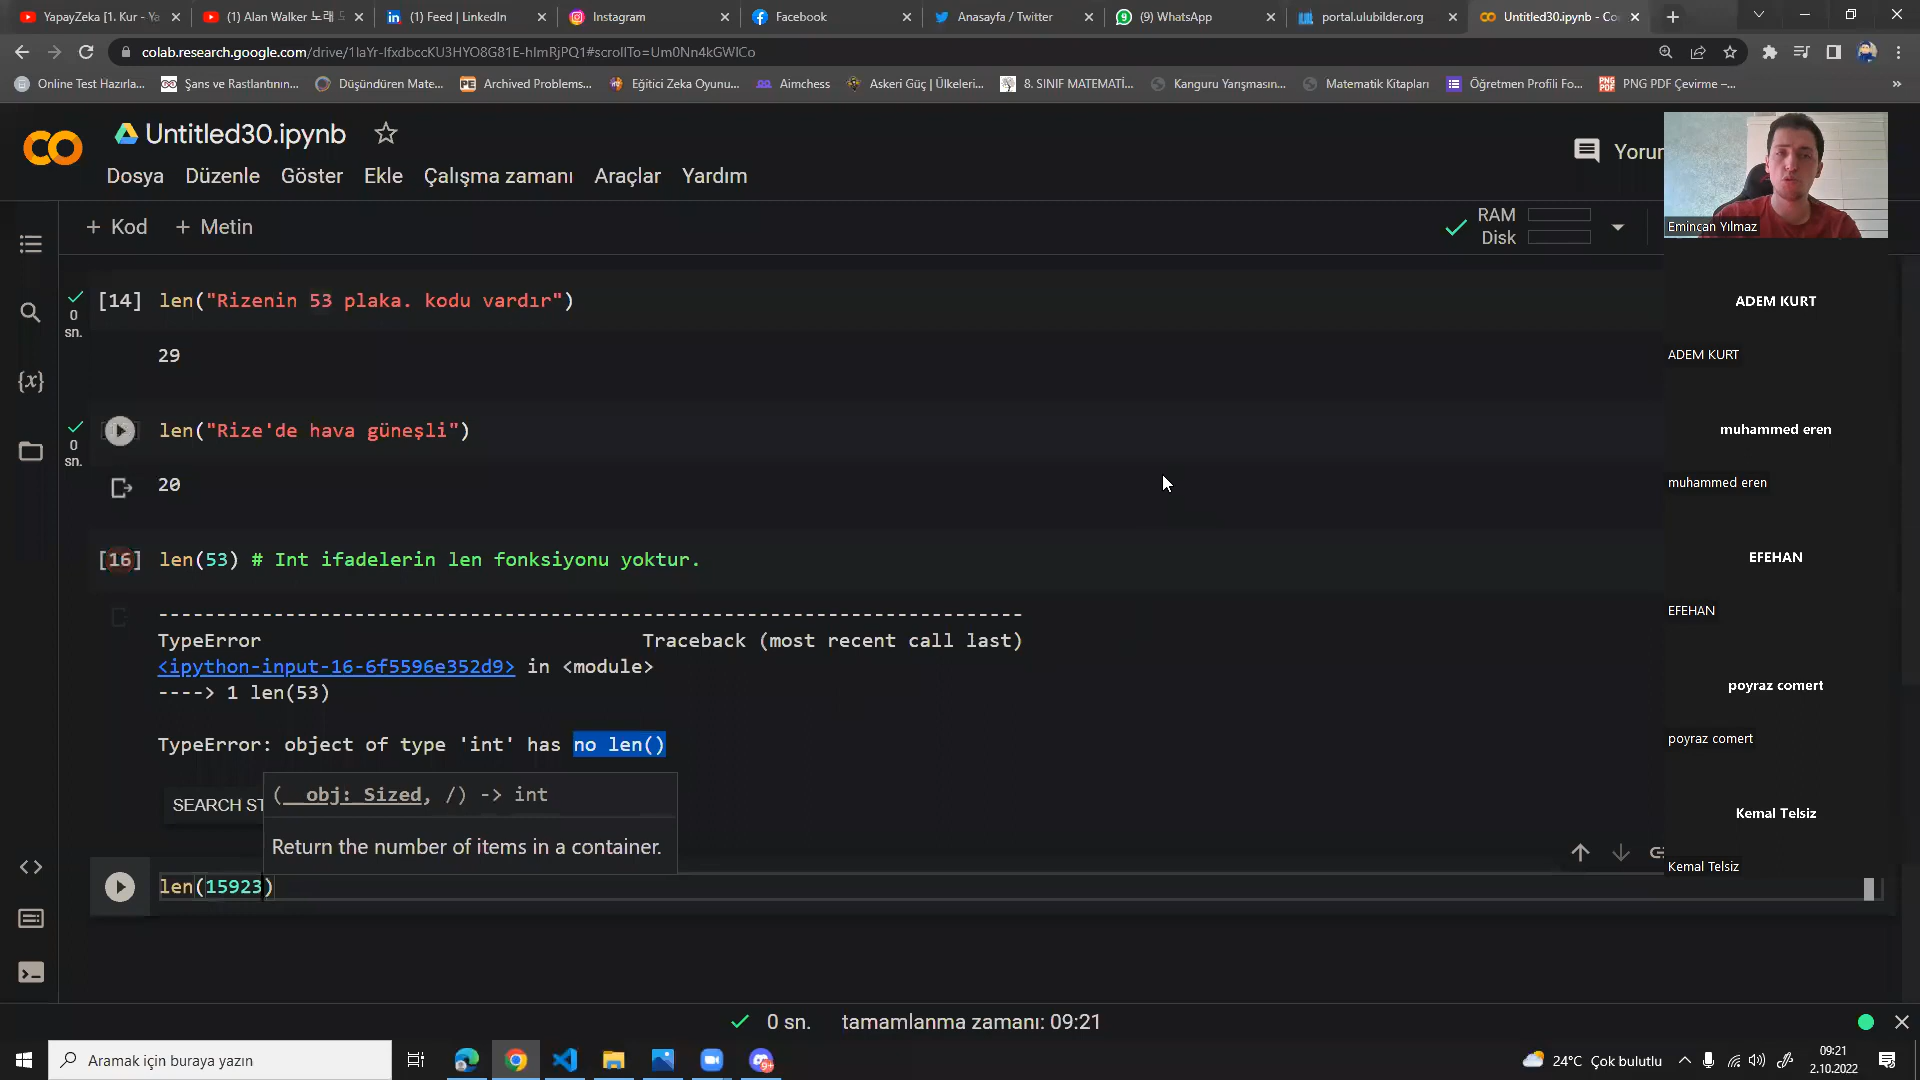 YapayZeka [1. Kur - Ya
(1) Alan Walker 노래
(1) Feed | LinkedIn
Instagram
Facebook
Anasayfa / Twitter
(9) WhatsApp
portal.ulubilder.org
Untitled30.ipynb - Co
colab.research.google.com/drive/1IaYr-lfxdbccKU3HYO8G81E-hImRjPQ1#scrollTo=Um0Nn4kGWlCo
Online Test Hazırla...
Şans ve Rastlantının...
Düşündüren Mate...
Archived Problems...
Eğitici Zeka Oyunu...
Aimchess
Askeri Güç | Ülkeleri...
8. SINIF MATEMATİ...
Kanguru Yarışmasın...
Matematik Kitapları
Öğretmen Profili Fo...
PNG PDF Çevirme –...
Untitled30.ipynb
Yorum
Dosya Düzenle Göster Ekle Çalışma zamanı Araçlar Yardım
+ Kod + Metin
RAM
Disk
Emincan Yılmaz
[14] len("Rizenin 53 plaka. kodu vardır")
0
sn.
29
len("Rize'de hava güneşli")
0
sn.
20
[16] len(53) # Int ifadelerin len fonksiyonu yoktur.
---------------------------------------------------------------------------
TypeError Traceback (most recent call last)
<ipython-input-16-6f5596e352d9> in <module>
----> 1 len(53)
TypeError: object of type 'int' has no len()
SEARCH ST
(__obj: Sized, /) -> int
Return the number of items in a container.
len(15923)
ADEM KURT
ADEM KURT
muhammed eren
muhammed eren
EFEHAN
EFEHAN
poyraz comert
poyraz comert
Kemal Telsiz
Kemal Telsiz
0 sn. tamamlanma zamanı: 09:21
Aramak için buraya yazın
9+
24°C Çok bulutlu
09:21
2.10.2022